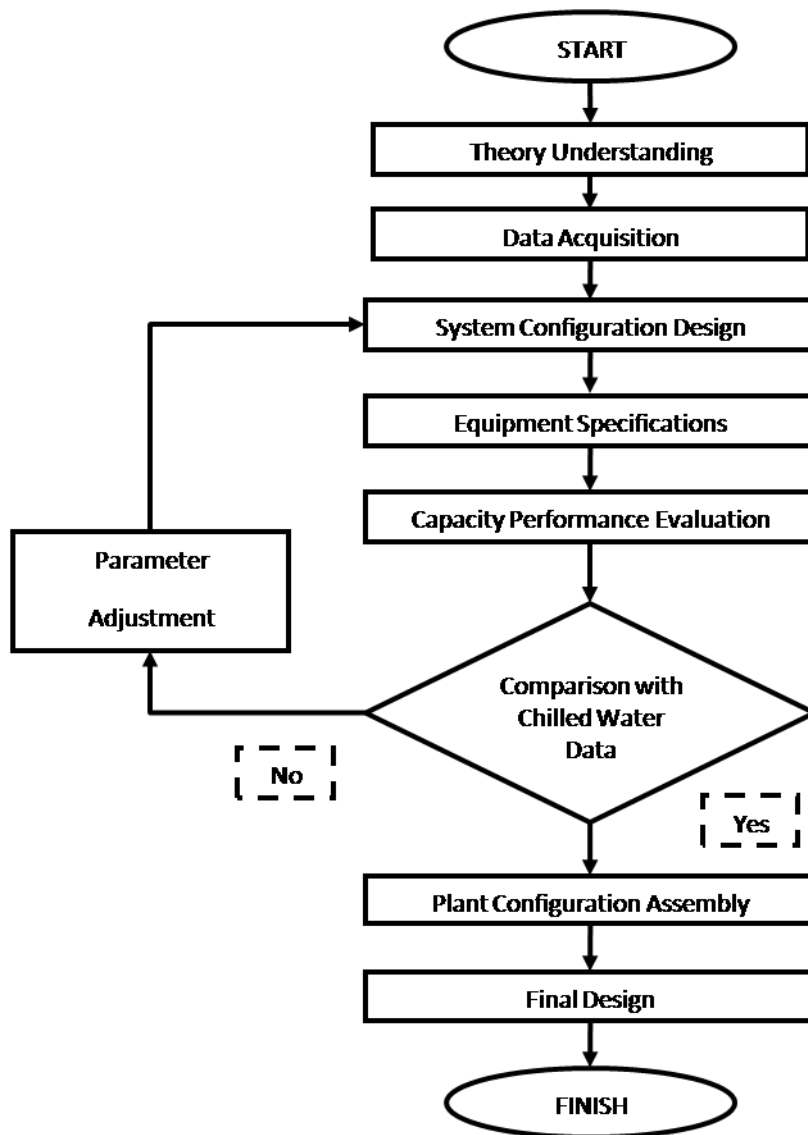 START
Theory Understanding
Data Acquisition
System Configuration Design
Equipment Specifications
Capacity Performance Evaluation
Parameter
Adjustment
Comparison with
Chilled Water
Data
No
Yes
Plant Configuration Assembly
Final Design
FINISH